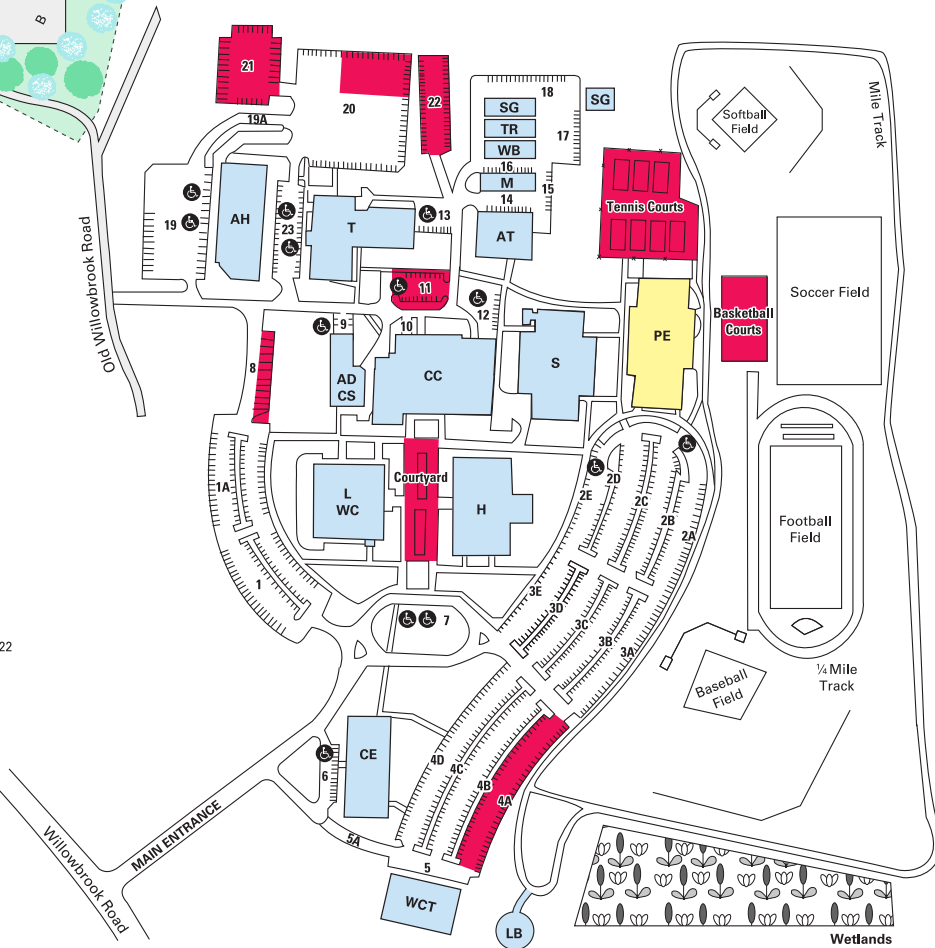 B
21
20
22
19A
18
SG
SG
TR
17
WB
16
M
15
14
Softball
Field
Mile
Track
19
AH
23
T
13
AT
Tennis Courts
Old Willowbrook Road
11
12
Soccer Field
Basketball
Courts
PE
9
10
8
AD
CS
CC
S
1A
L
WC
Courtyard
H
2E
2D
2C
2B
2A
Football
Field
1
3E
3D
3C
3B
3A
7
22
¼ Mile
Track
Baseball
Field
CE
6
4D
4C
4B
4A
MAIN ENTRANCE
Willowbrook Road
5A
5
WCT
LB
Wetlands